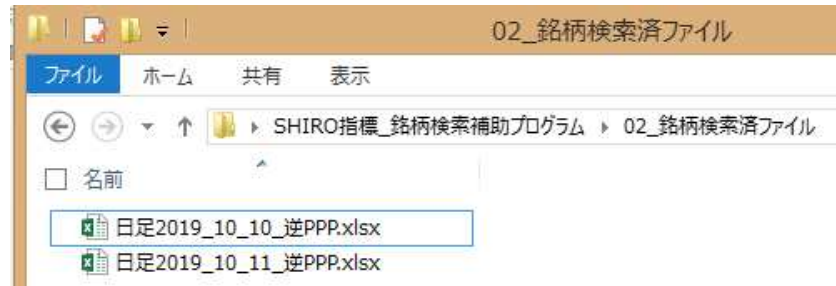 02_銘柄検索済ファイル
ファイル ホーム 共有 表示
SHIRO指標_銘柄検索補助プログラム 02_銘柄検索済ファイル
名前
日足2019_10_10_逆PPP.xlsx
日足2019_10_11_逆PPP.xlsx